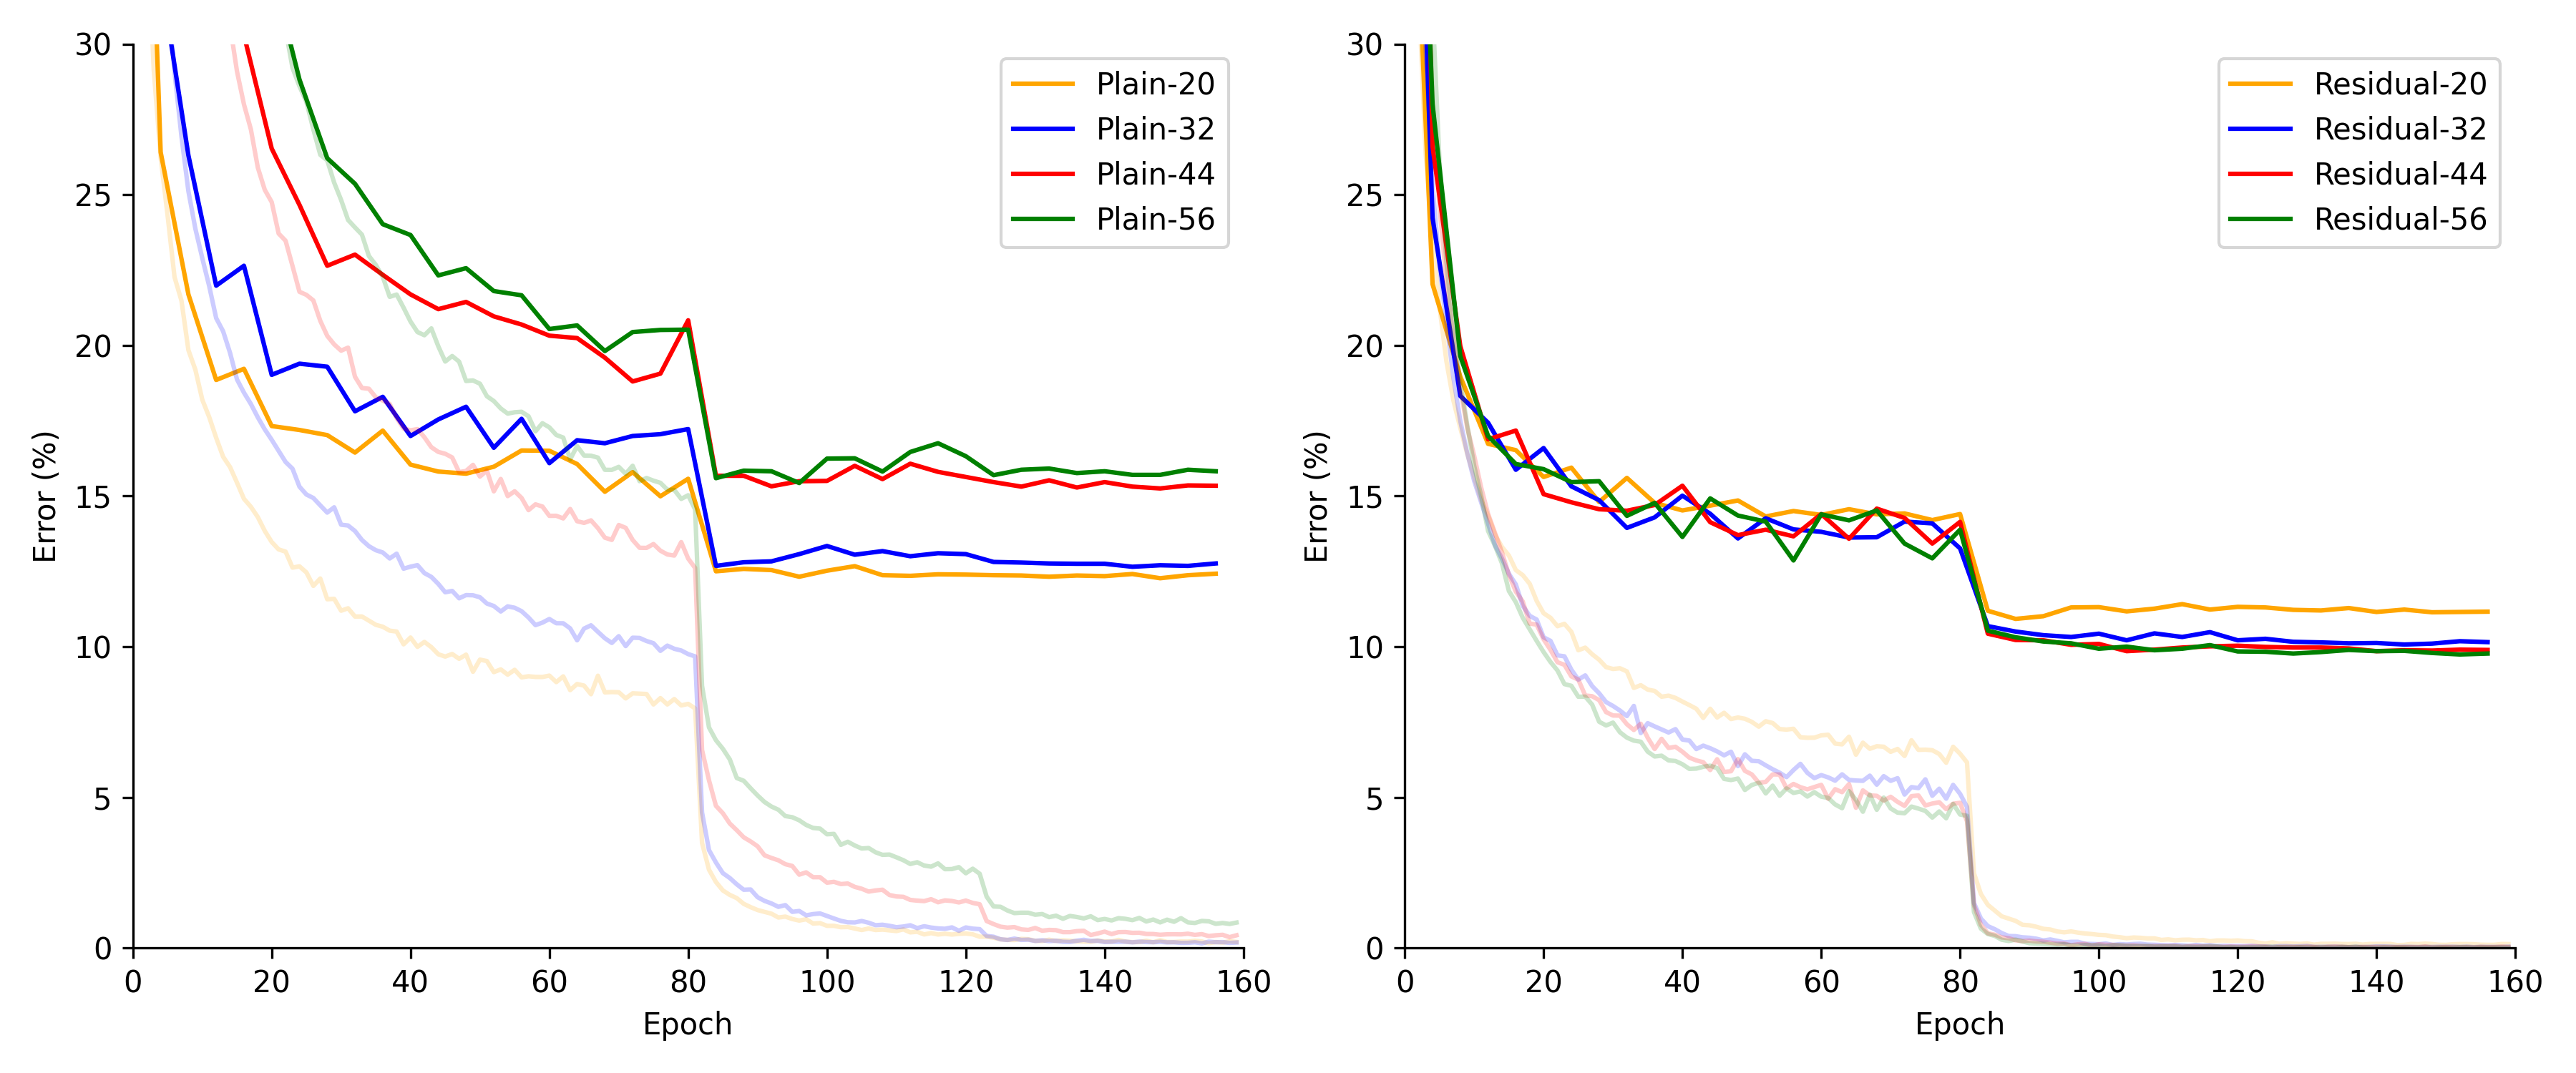 30
25
20
15
10
5
0
Error (%)
0 20 40 60 80 100 120 140 160
Epoch
Plain-20
Plain-32
Plain-44
Plain-56
30
25
20
15
10
5
0
Error (%)
0 20 40 60 80 100 120 140 160
Epoch
Residual-20
Residual-32
Residual-44
Residual-56